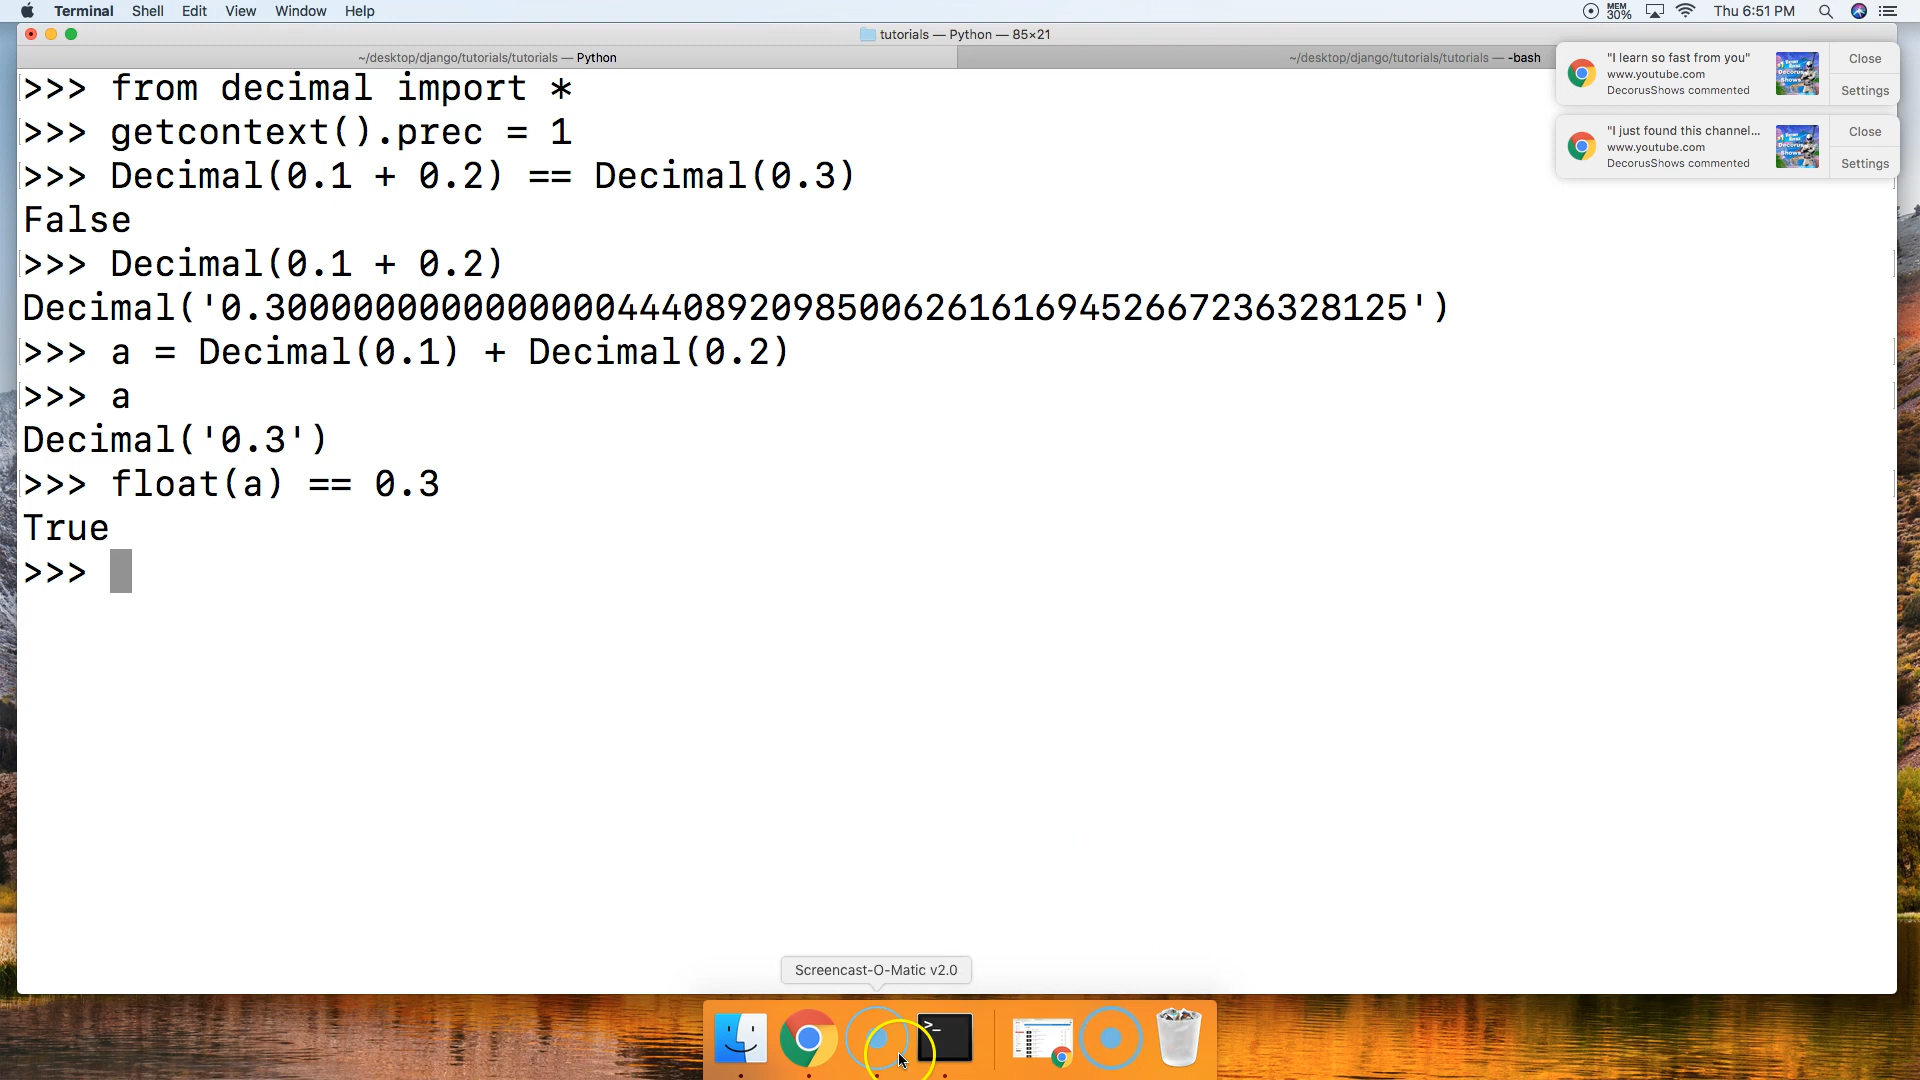 Terminal Shell Edit View Window Help
MEM 30% Thu 6:51 PM
tutorials — Python — 85×21
~/desktop/django/tutorials/tutorials — Python
~/desktop/django/tutorials/tutorials — -bash
"I learn so fast from you"
www.youtube.com
DecorusShows commented
Close
Settings
"I just found this channel...
www.youtube.com
DecorusShows commented
Close
Settings
>>> from decimal import *
>>> getcontext().prec = 1
>>> Decimal(0.1 + 0.2) == Decimal(0.3)
False
>>> Decimal(0.1 + 0.2)
Decimal('0.3000000000000000444089209850062616169452667236328125')
>>> a = Decimal(0.1) + Decimal(0.2)
>>> a
Decimal('0.3')
>>> float(a) == 0.3
True
>>>
Screencast-O-Matic v2.0
>_